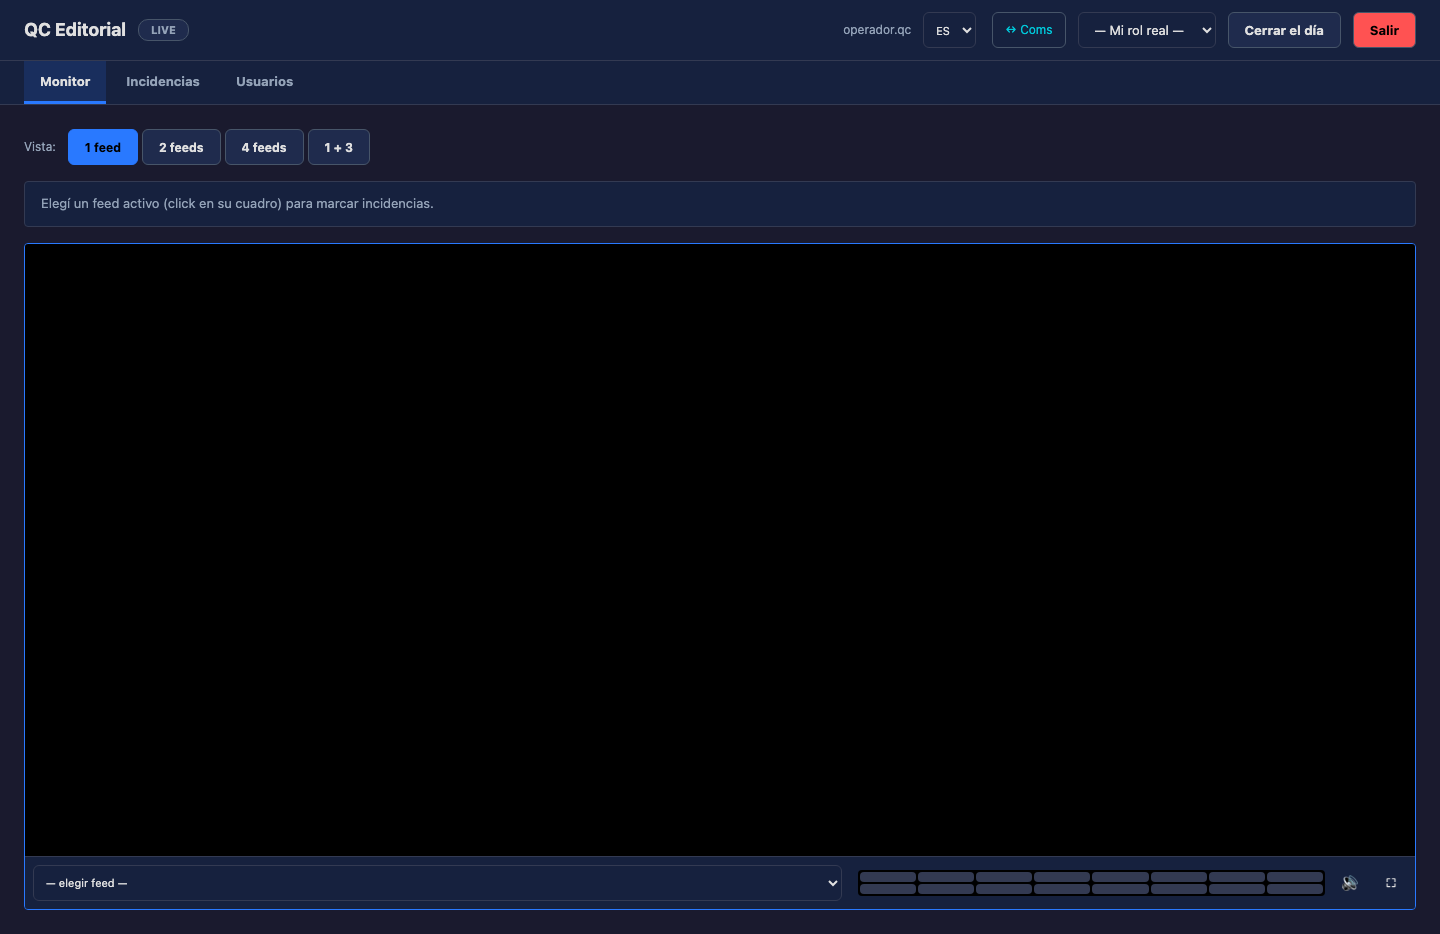 QC Editorial
LIVE
operador.qc
ES
↔ Coms
— Mi rol real —
Cerrar el día
Salir
Monitor
Incidencias
Usuarios
Vista:
1 feed
2 feeds
4 feeds
1 + 3
Elegí un feed activo (click en su cuadro) para marcar incidencias.
— elegir feed —